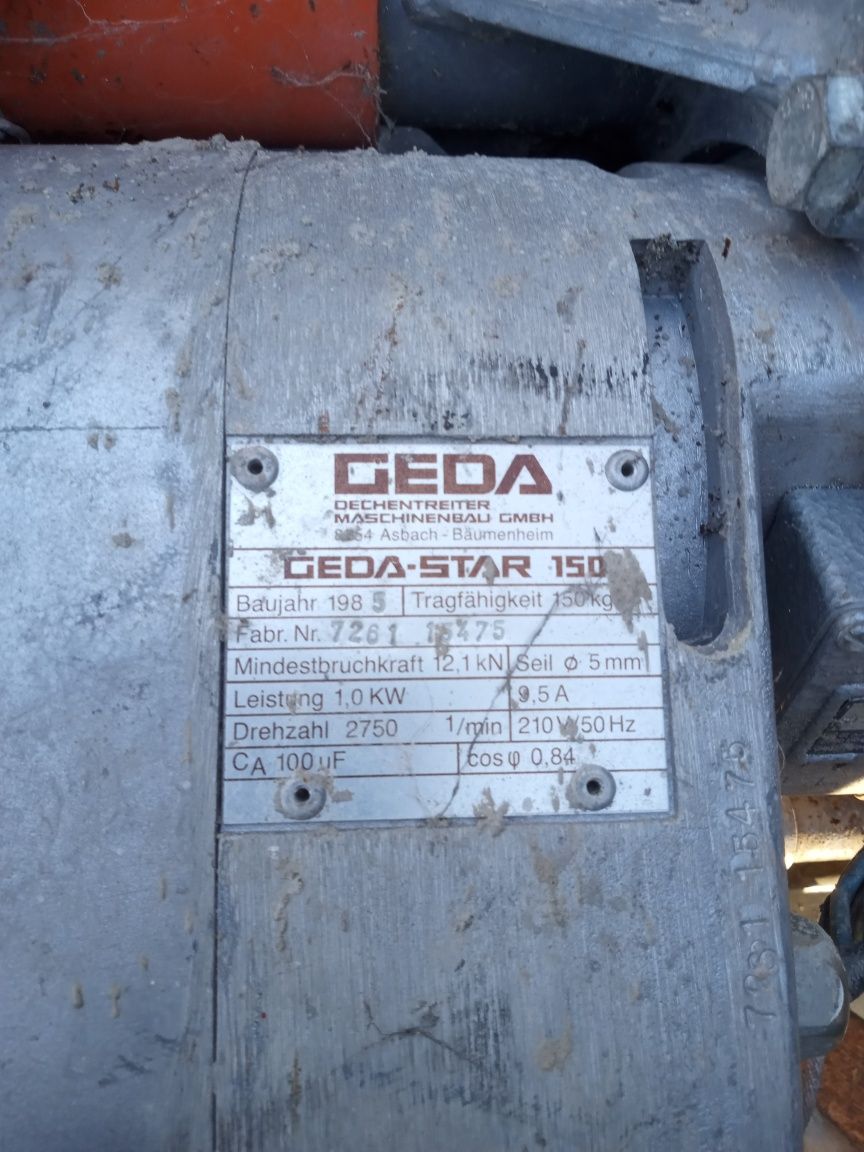 GEDA
DECHENTREITER
MASCHINENBAU GMBH
8854 Asbach - Bäumenheim
GEDA-STAR 150
Baujahr 198 5 Tragfähigkeit 150 kg
Fabr. Nr. 7261 15475
Mindestbruchkraft 12,1 kN Seil ø 5 mm
Leistung 1,0 KW 9,5 A
Drehzahl 2750 1/min 210 V/50 Hz
CA 100 µF cos φ 0,84
15475